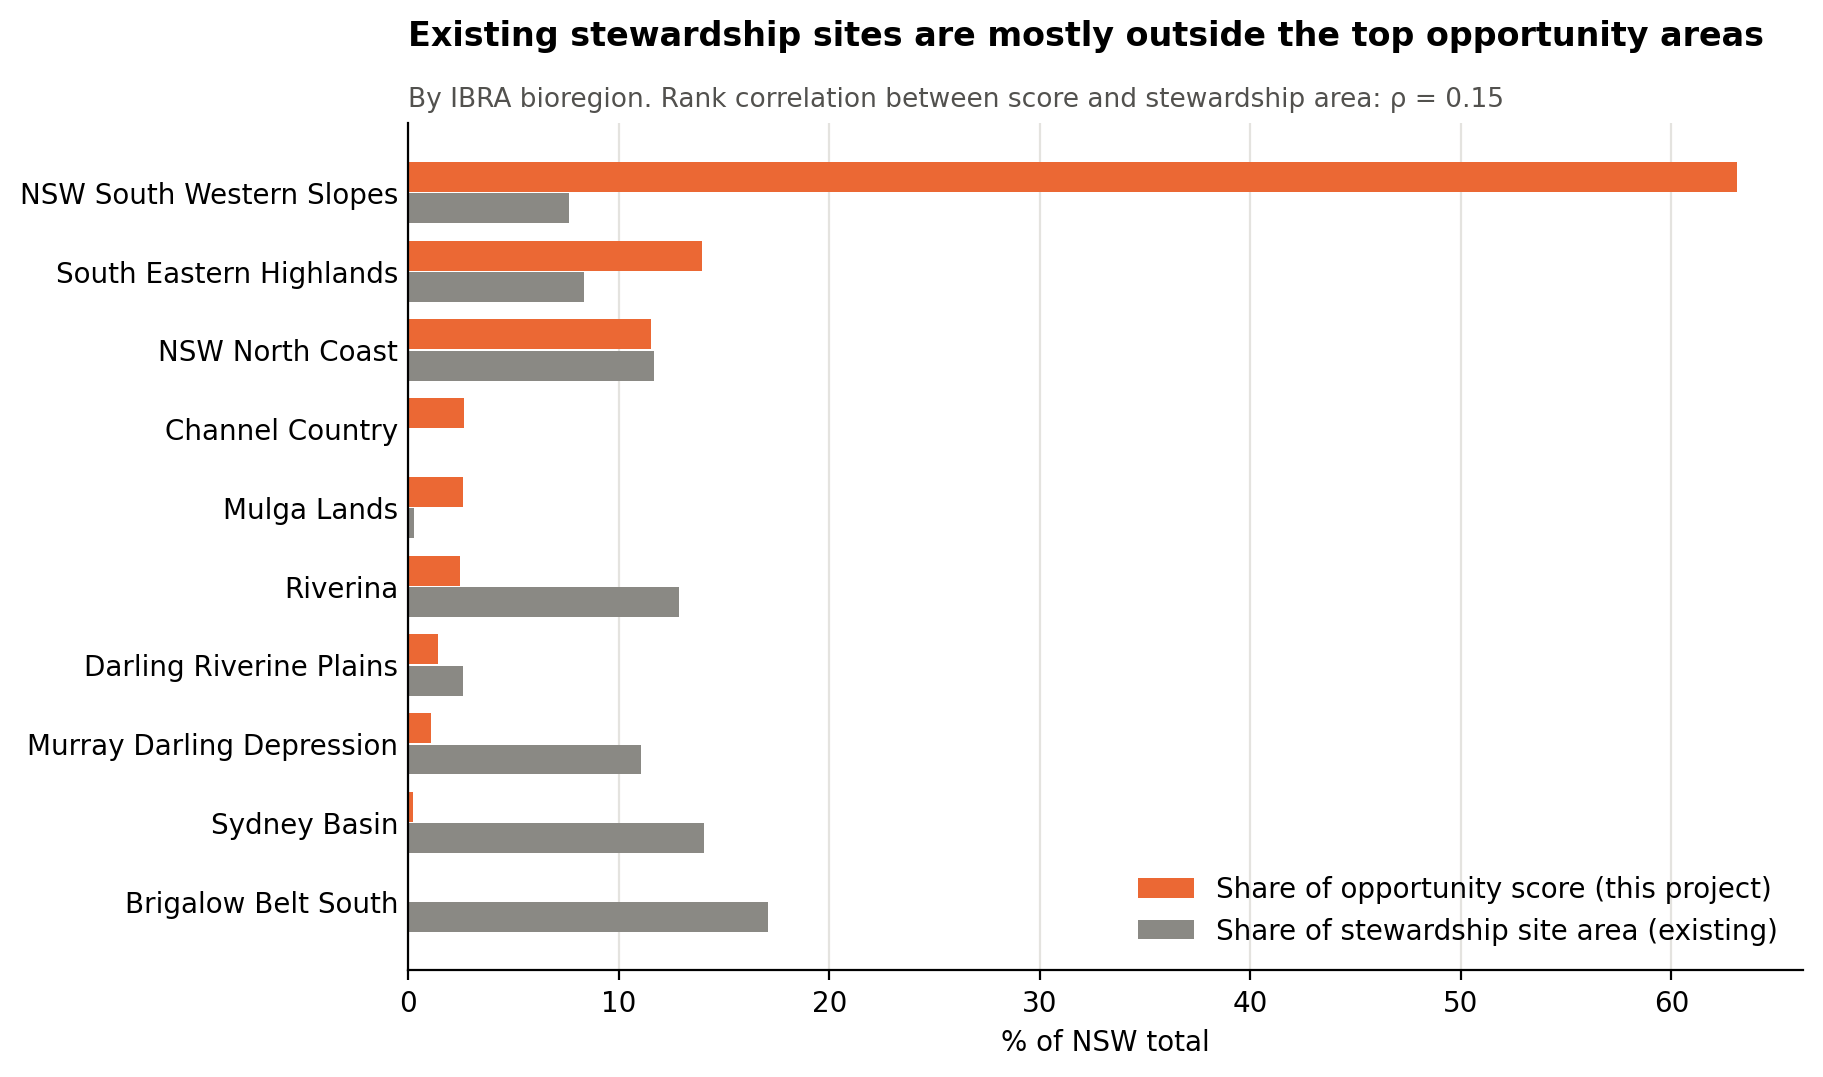 Existing stewardship sites are mostly outside the top opportunity areas
By IBRA bioregion. Rank correlation between score and stewardship area: ρ = 0.15
NSW South Western Slopes
South Eastern Highlands
NSW North Coast
Channel Country
Mulga Lands
Riverina
Darling Riverine Plains
Murray Darling Depression
Sydney Basin
Brigalow Belt South
Share of opportunity score (this project)
Share of stewardship site area (existing)
0 10 20 30 40 50 60
% of NSW total